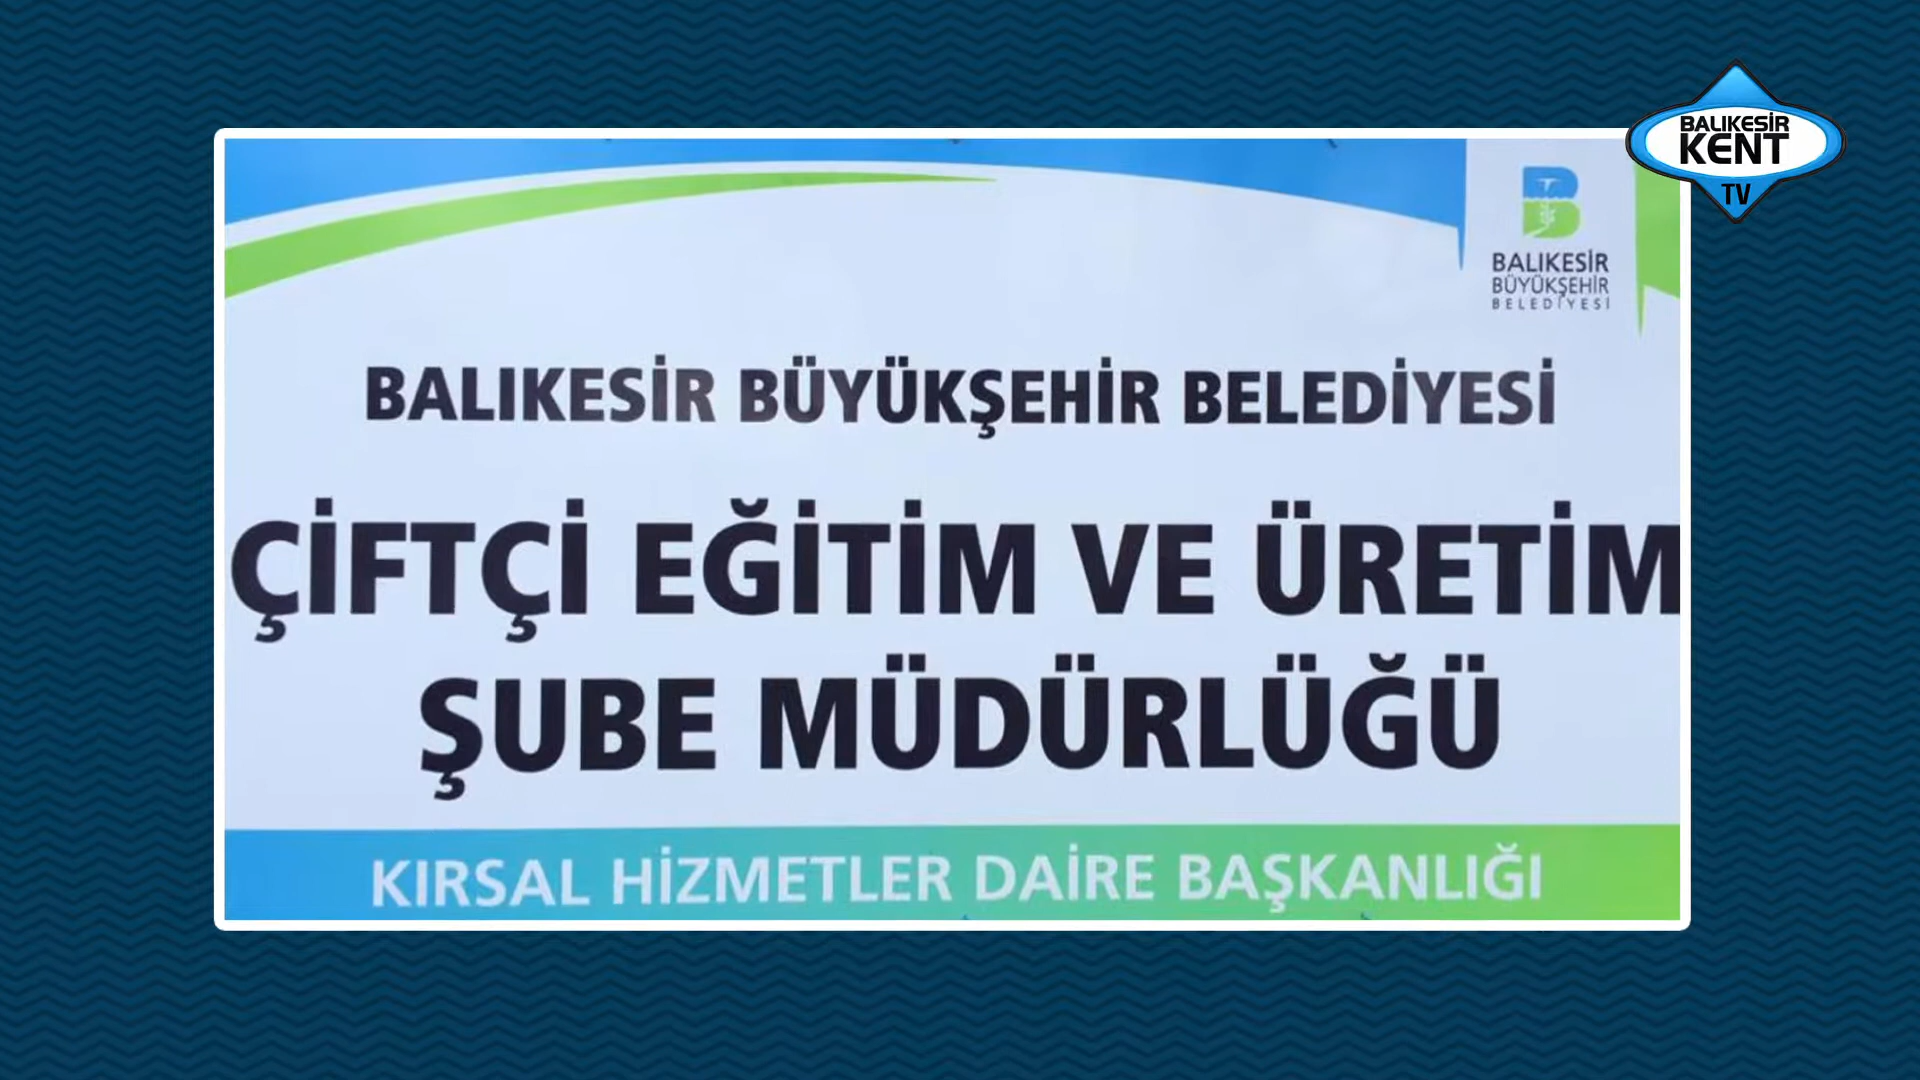 BALIKESİR
KENT
TV
BALIKESİR
BÜYÜKŞEHİR
BELEDİYESİ
BALIKESİR BÜYÜKŞEHİR BELEDİYESİ
ÇİFTÇİ EĞİTİM VE ÜRETİM
ŞUBE MÜDÜRLÜĞÜ
KIRSAL HİZMETLER DAİRE BAŞKANLIĞI